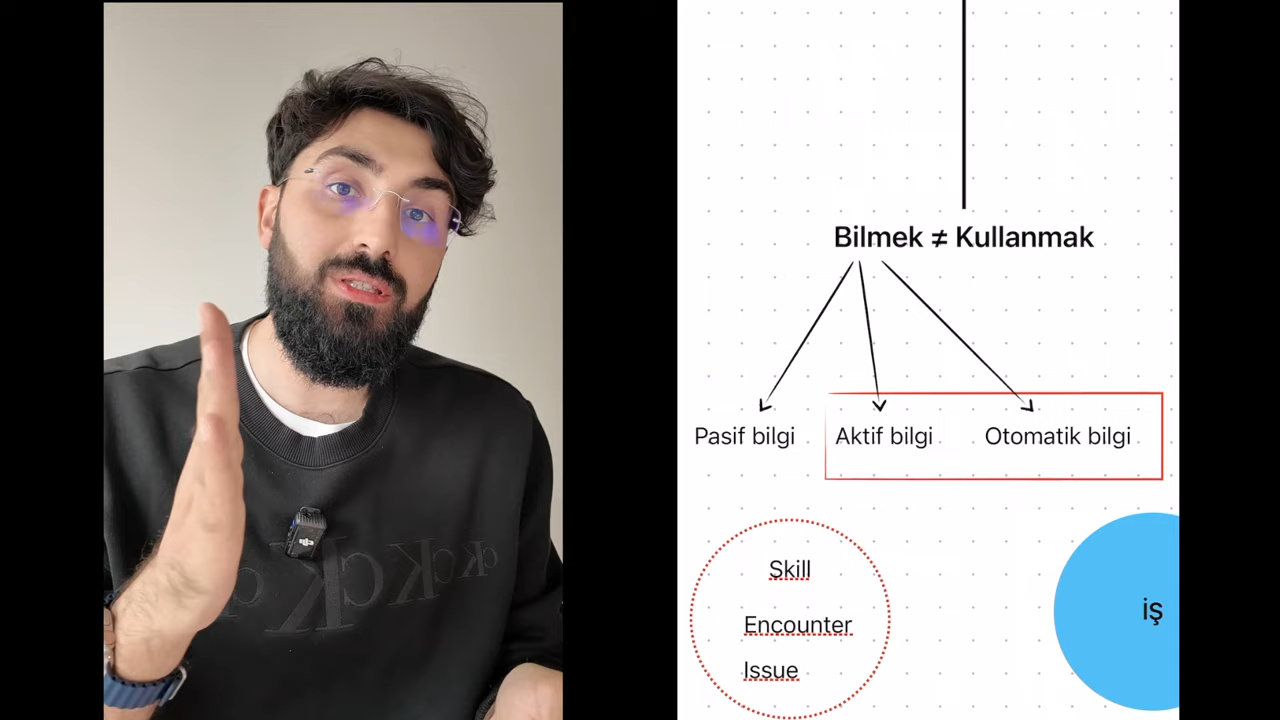 Bilmek ≠ Kullanmak
Pasif bilgi
Aktif bilgi
Otomatik bilgi
Skill
Encounter
Issue
iş